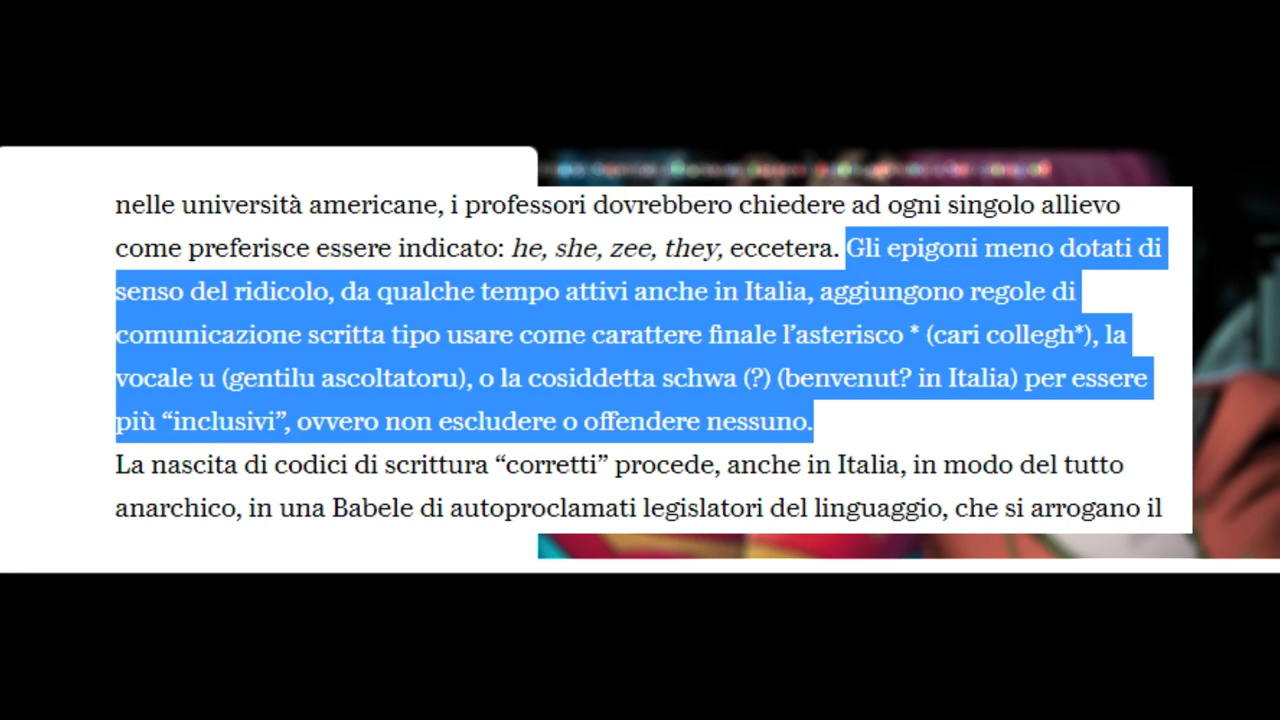 nelle università americane, i professori dovrebbero chiedere ad ogni singolo allievo
come preferisce essere indicato: he, she, zee, they, eccetera. Gli epigoni meno dotati di
senso del ridicolo, da qualche tempo attivi anche in Italia, aggiungono regole di
comunicazione scritta tipo usare come carattere finale l’asterisco * (cari collegh*), la
vocale u (gentilu ascoltatoru), o la cosiddetta schwa (?) (benvenut? in Italia) per essere
più “inclusivi”, ovvero non escludere o offendere nessuno.
La nascita di codici di scrittura “corretti” procede, anche in Italia, in modo del tutto
anarchico, in una Babele di autoproclamati legislatori del linguaggio, che si arrogano il